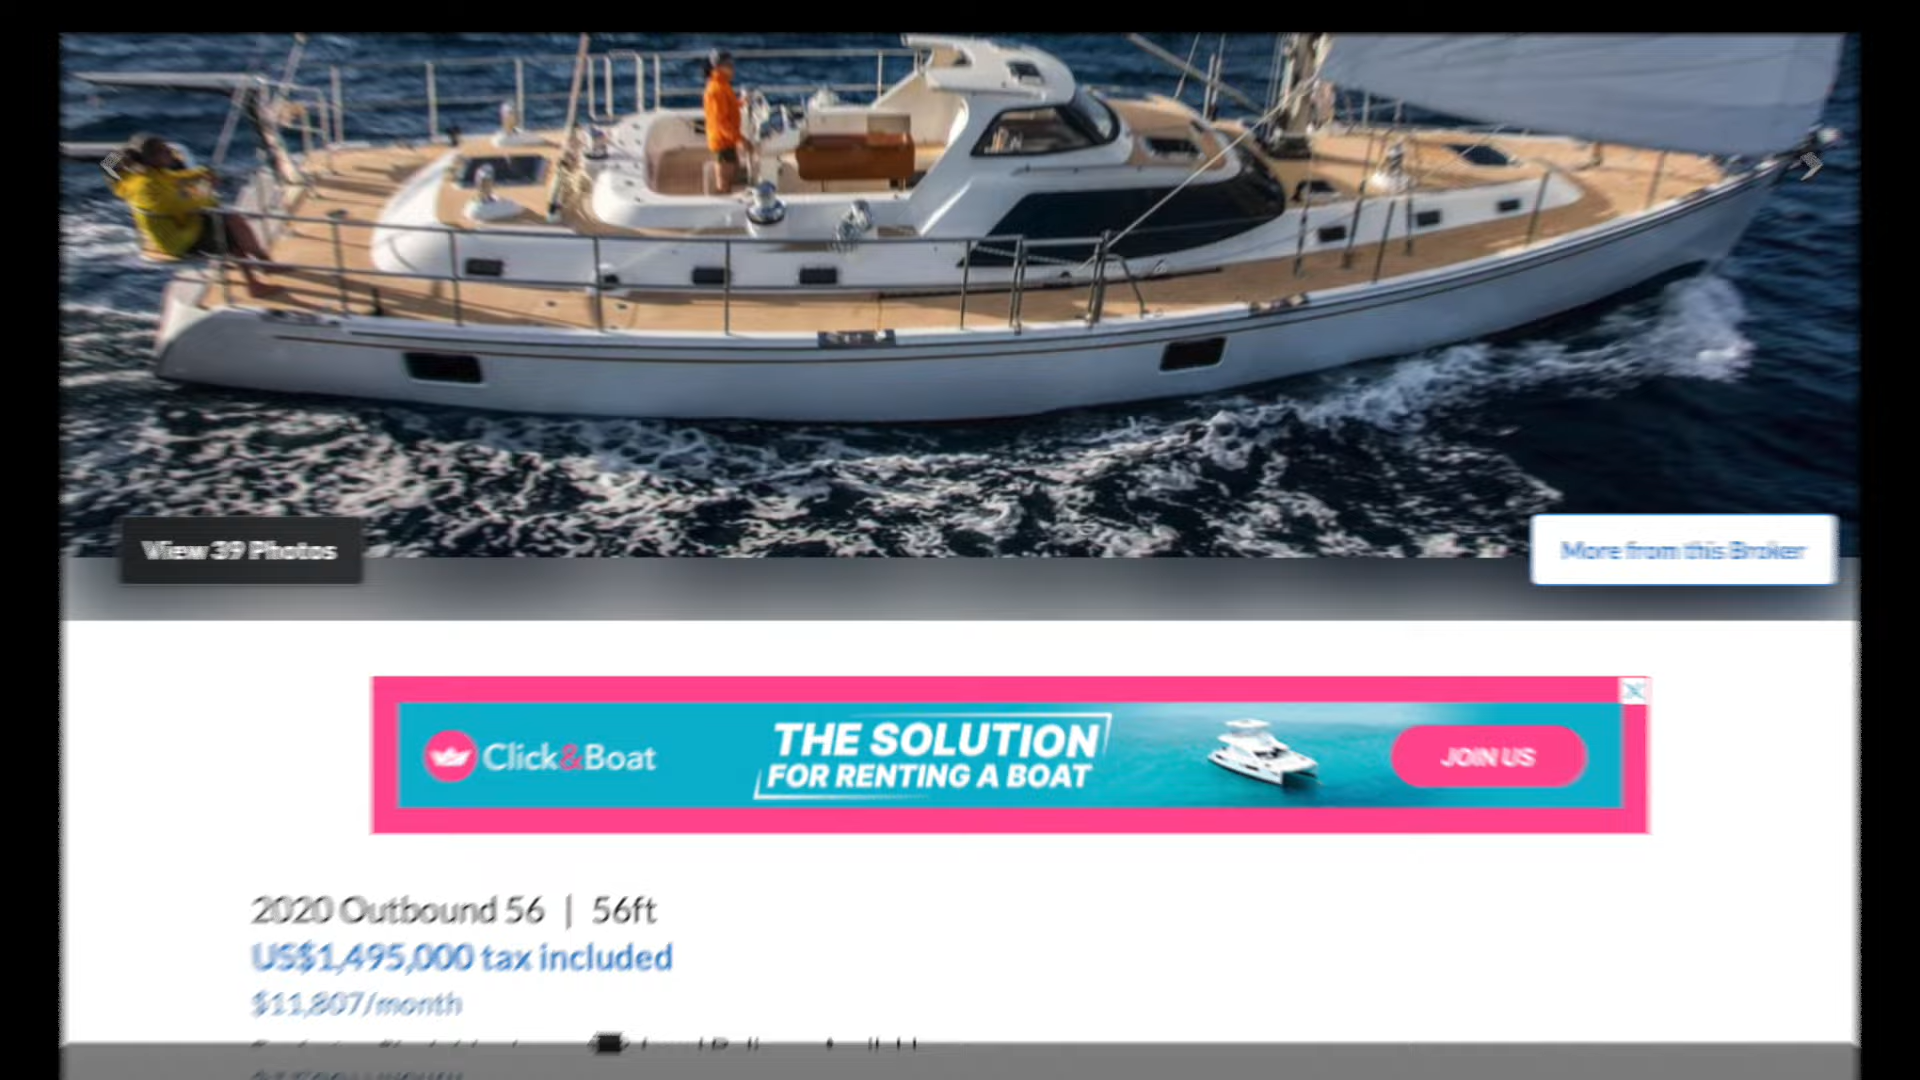 View 39 Photos
More from this Broker
Click&Boat
THE SOLUTION
FOR RENTING A BOAT
JOIN US
2020 Outbound 56 | 56ft
US$1,495,000 tax included
$11,807/month